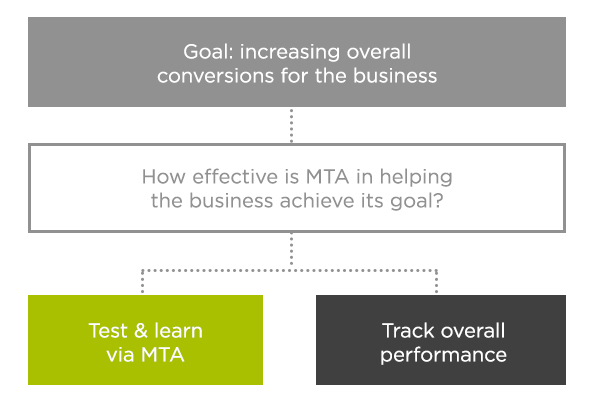 Goal: increasing overall
conversions for the business
How effective is MTA in helping
the business achieve its goal?
Test & learn
via MTA
Track overall
performance